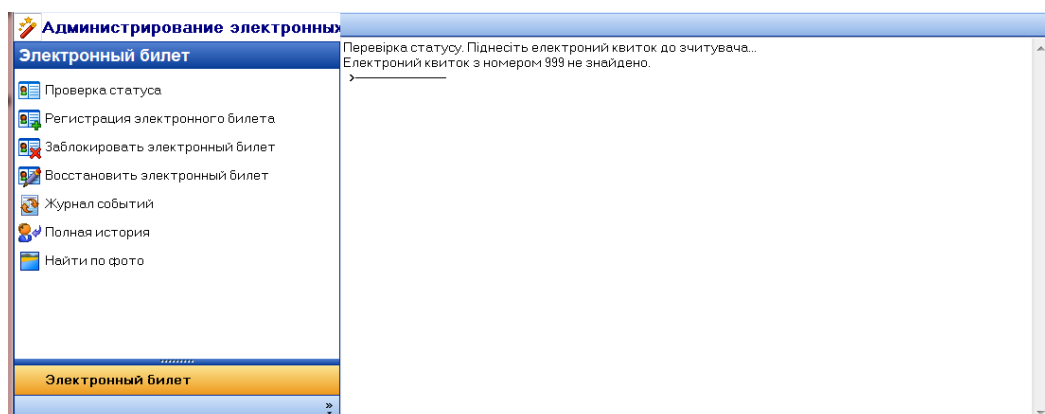 Администрирование электронных
Электронный билет
Проверка статуса
Регистрация электронного билета
Заблокировать электронный билет
Восстановить электронный билет
Журнал событий
Полная история
Найти по фото
Электронный билет
Перевірка статусу. Піднесіть електроний квиток до зчитувача...
Електроний квиток з номером 999 не знайдено.